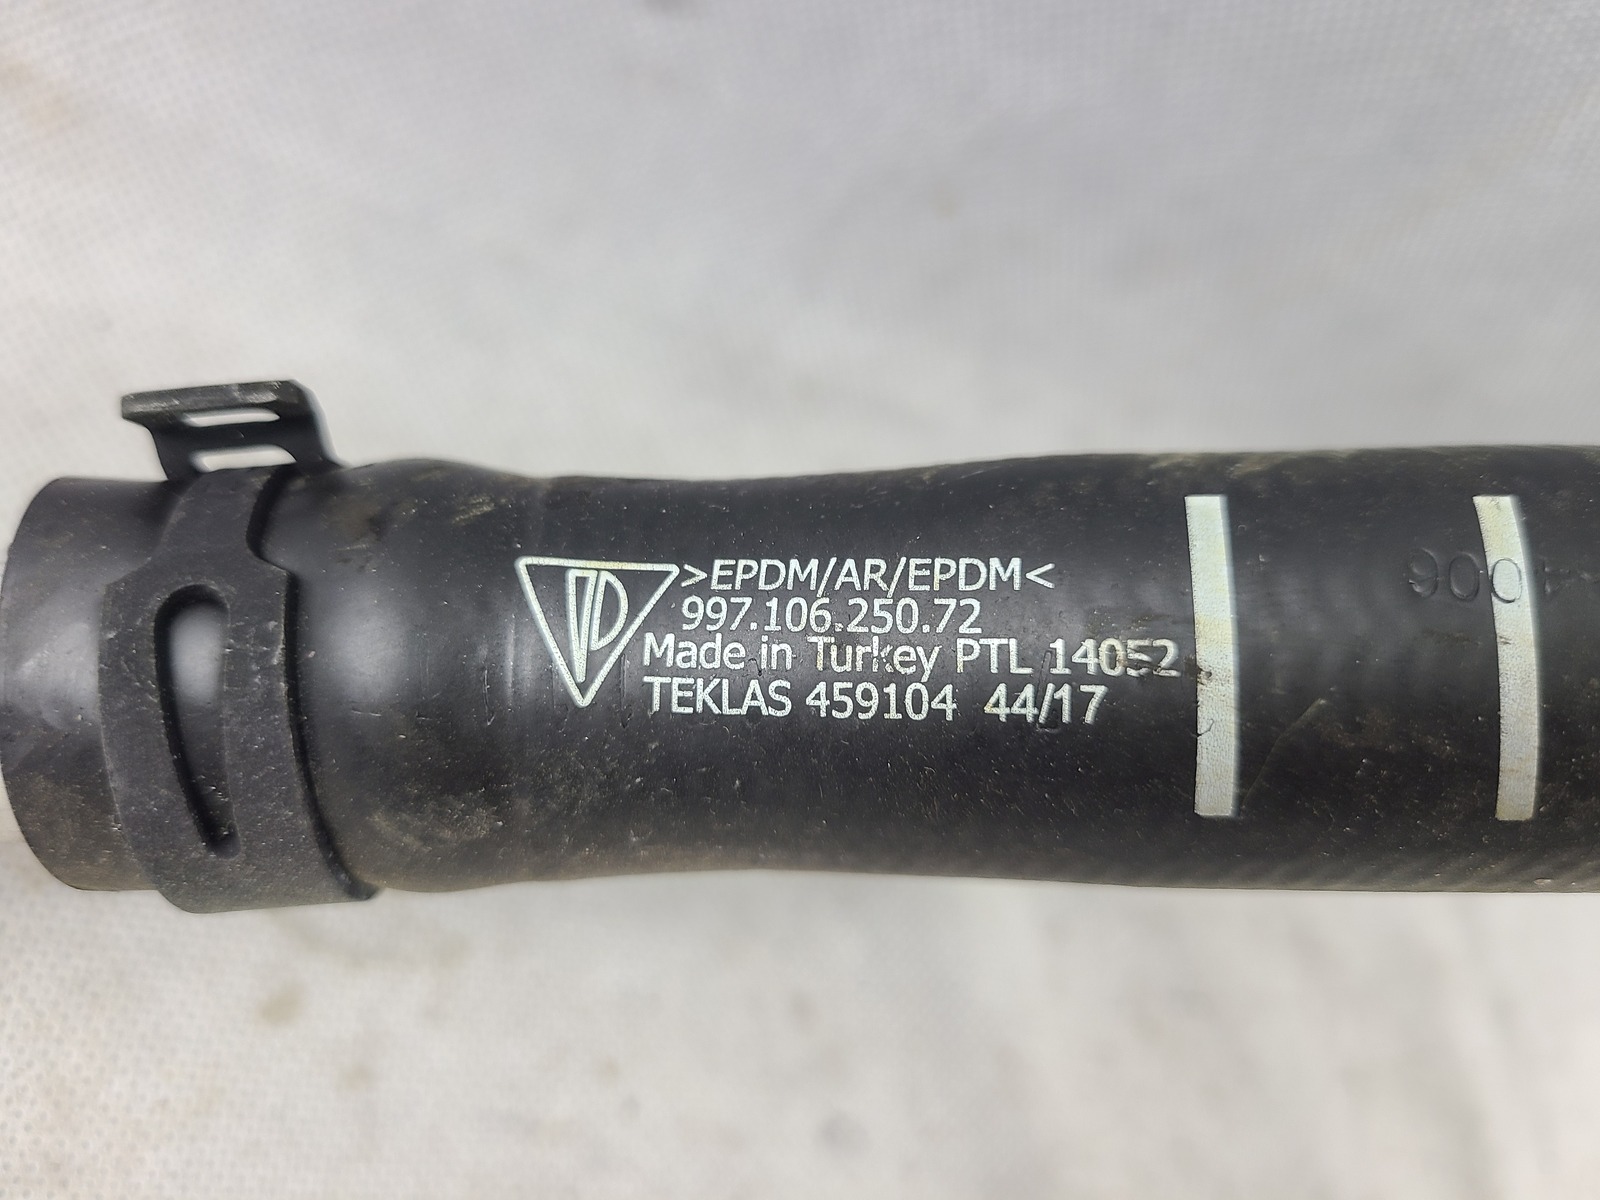 >EPDM/AR/EPDM<
997.106.250.72
Made in Turkey PTL 14052
TEKLAS 459104 44/17